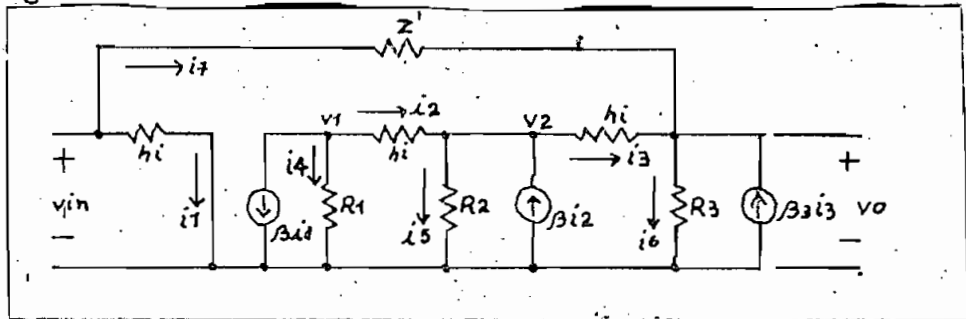 Z'
i
i7
hi
v1
i2
hi
v2
hi
i3
+
vin
-
i1
βi1
i4
R1
i5
R2
βi2
i6
R3
β3i3
+
vo
-